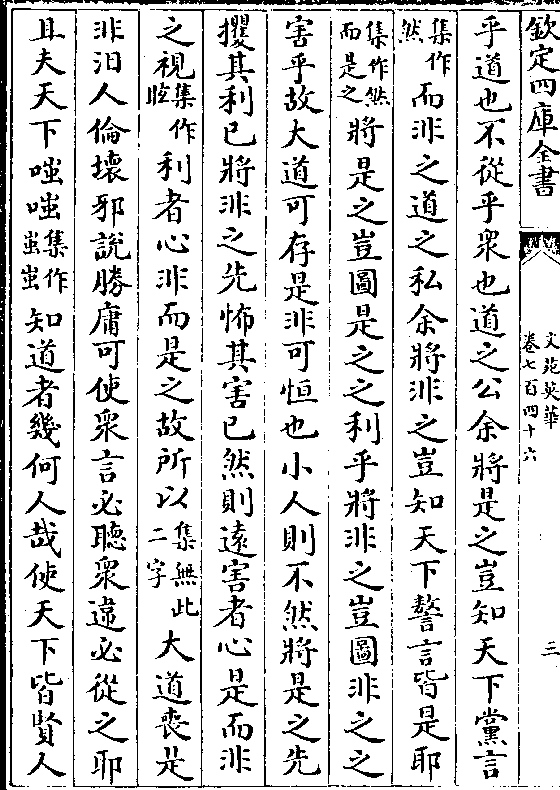 欽定四庫全書
文苑英華
卷七百四十六
三
乎道也不從乎衆也道之公余將是之豈知天下黨言
集作然而非之道之私余將非之豈知天下謷言皆是耶
集作然而是之將是之豈圖是之之利乎將非之豈圖非之之
害乎故大道可存是非可恒也小人則不然將是之先
攫其利已將非之先怖其害已然則遠害者心是而非
之視集作眡利者心非而是之故所以集無此二字大道喪是
非汩人倫壞邪說勝庸可使衆言必聽衆違必從之耶
且夫天下嗤嗤集作蚩蚩知道者幾何人哉使天下皆賢人